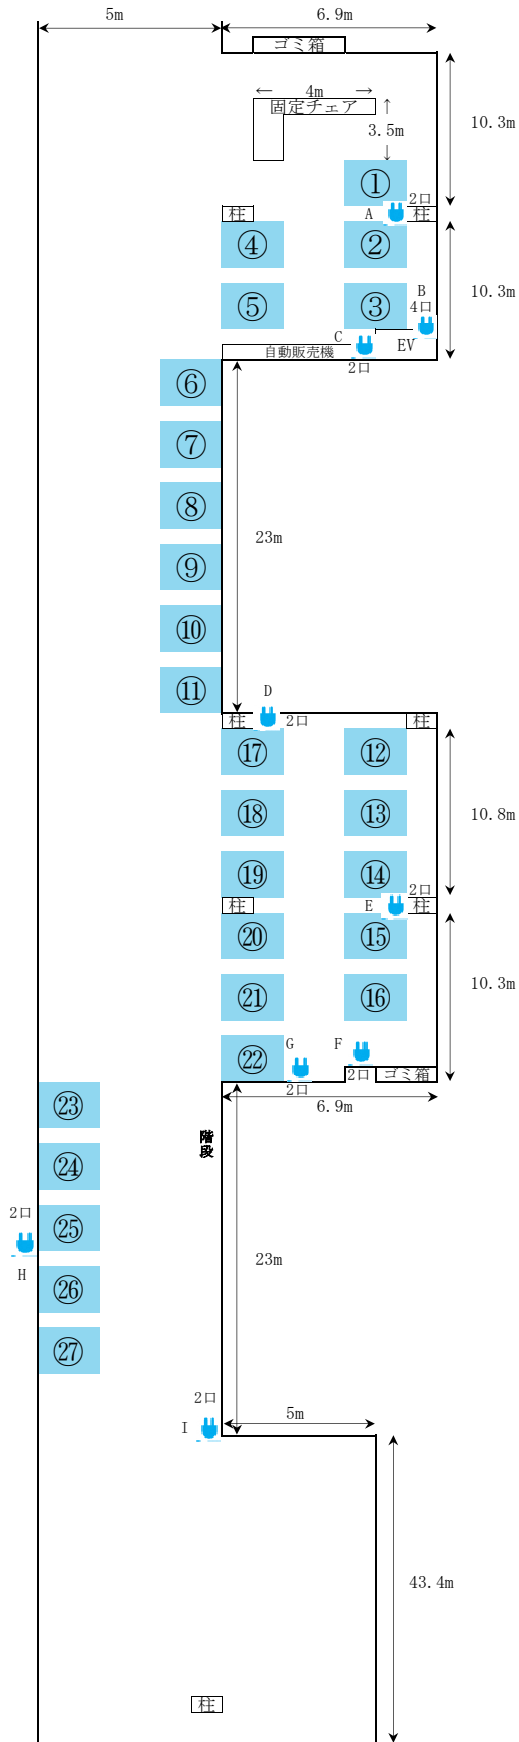 5m
6.9m
ゴミ箱
4m
固定チェア
3.5m
10.3m
①
2口
柱
A
柱
④
②
10.3m
B
4口
⑤
③
C
EV
自動販売機
2口
⑥
⑦
⑧
23m
⑨
⑩
⑪
D
柱
2口
柱
⑰
⑫
⑱
⑬
10.8m
⑲
⑭
2口
柱
E
柱
⑳
⑮
㉑
⑯
10.3m
G
F
㉒
2口
ゴミ箱
2口
6.9m
㉓
階段
㉔
2口
㉕
H
23m
㉖
㉗
2口
I
5m
43.4m
柱